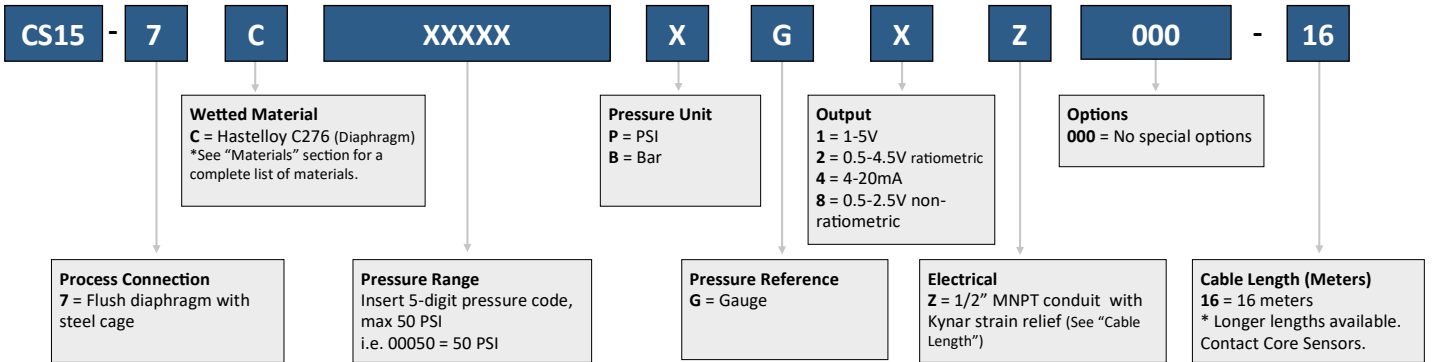 CS15 - 7 C XXXXX X G X Z 000 - 16
Wetted Material
C = Hastelloy C276 (Diaphragm)
*See “Materials” section for a
complete list of materials.
Pressure Unit
P = PSI
B = Bar
Output
1 = 1-5V
2 = 0.5-4.5V ratiometric
4 = 4-20mA
8 = 0.5-2.5V non-
ratiometric
Options
000 = No special options
Process Connection
7 = Flush diaphragm with
steel cage
Pressure Range
Insert 5-digit pressure code,
max 50 PSI
i.e. 00050 = 50 PSI
Pressure Reference
G = Gauge
Electrical
Z = 1/2” MNPT conduit with
Kynar strain relief (See “Cable
Length”)
Cable Length (Meters)
16 = 16 meters
* Longer lengths available.
Contact Core Sensors.